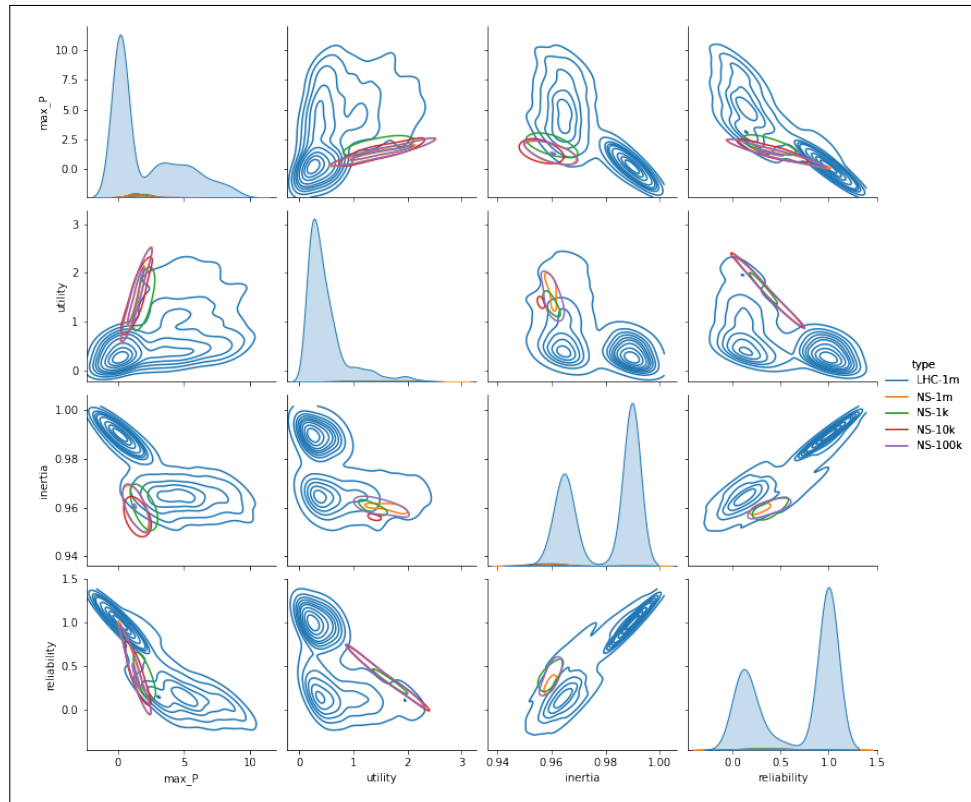 max_P
10.0
7.5
5.0
2.5
0.0
utility
3
2
1
0
type
LHC-1m
NS-1m
NS-1k
NS-10k
NS-100k
inertia
1.00
0.98
0.96
0.94
reliability
1.5
1.0
0.5
0.0
0 5 10
0 1 2 3
0.94 0.96 0.98 1.00
0.0 0.5 1.0 1.5
max_P utility inertia reliability